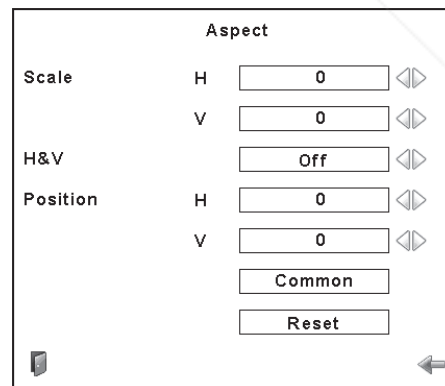 Aspect
Scale H 0
V 0
H&V Off
Position H 0
V 0
Common
Reset